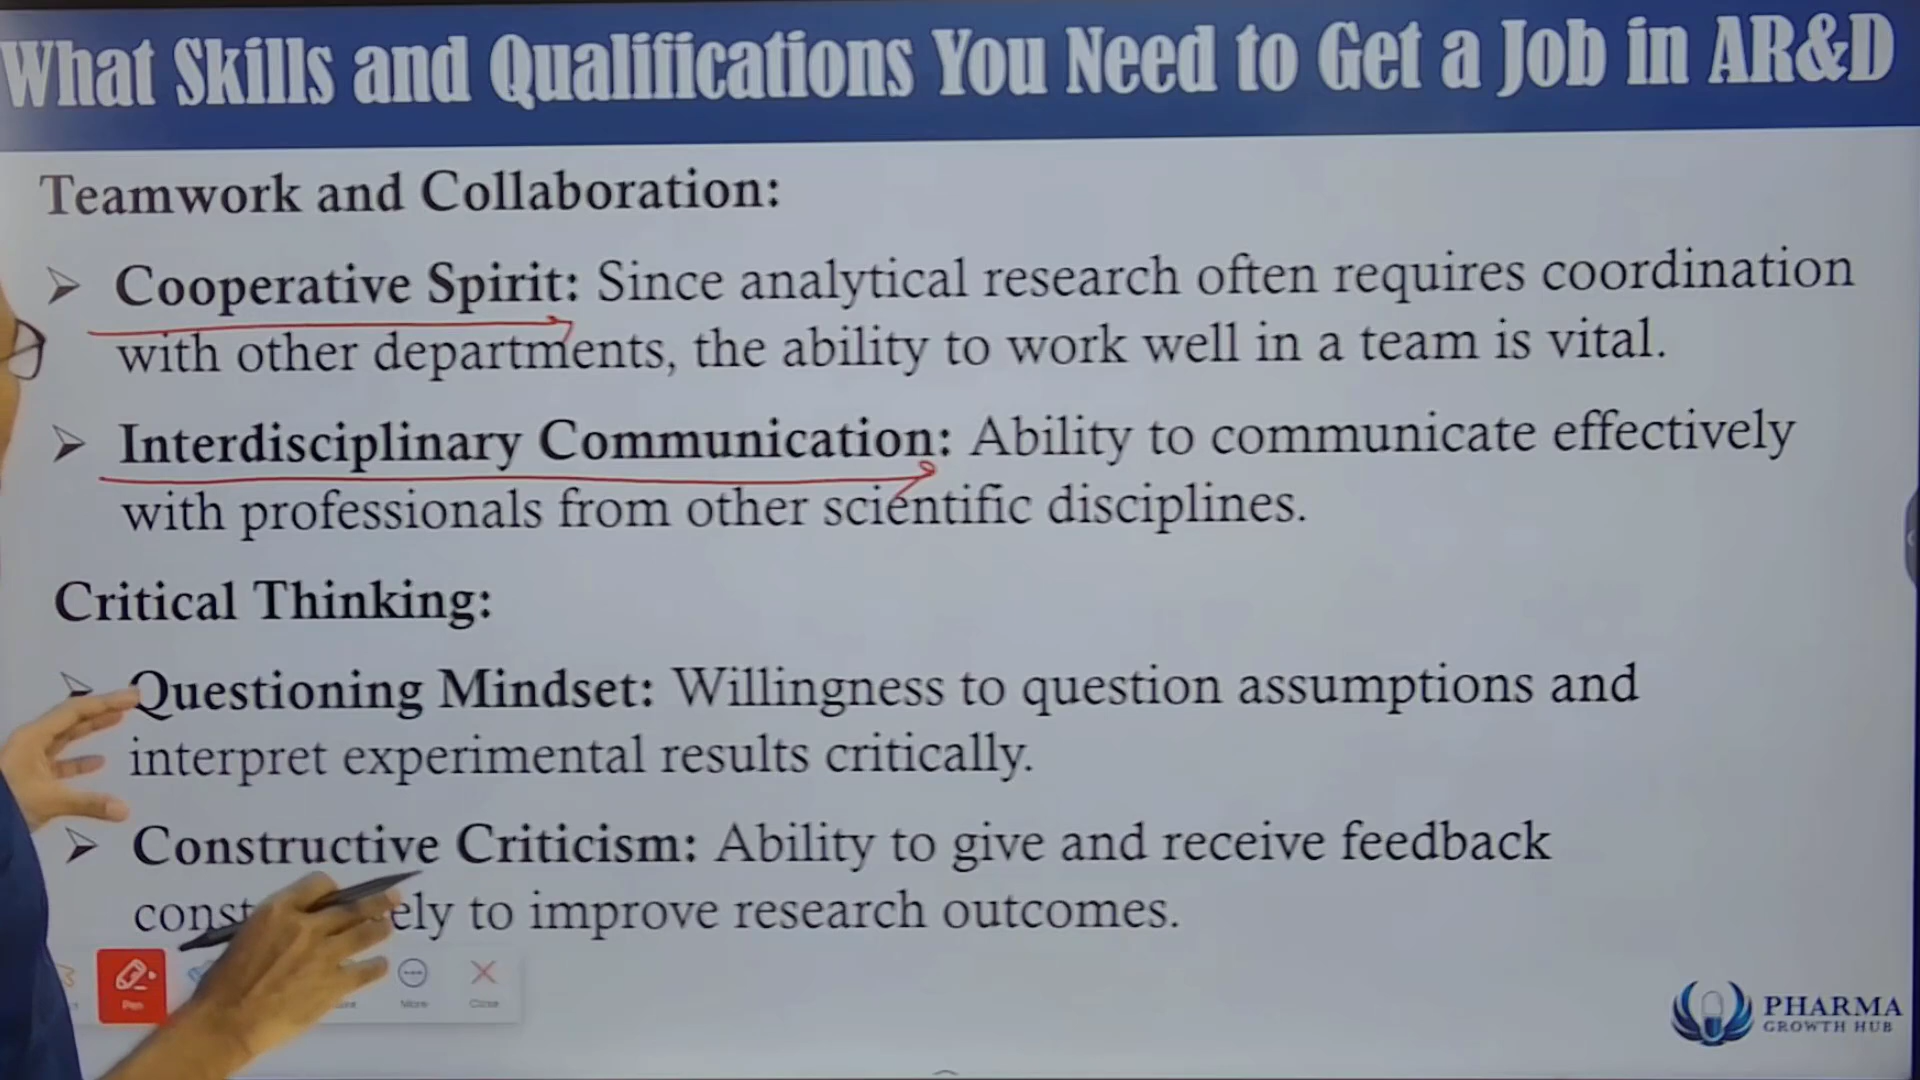 What Skills and Qualifications You Need to Get a Job in AR&D
Teamwork and Collaboration:
➤ Cooperative Spirit: Since analytical research often requires coordination
with other departments, the ability to work well in a team is vital.
➤ Interdisciplinary Communication: Ability to communicate effectively
with professionals from other scientific disciplines.
Critical Thinking:
➤ Questioning Mindset: Willingness to question assumptions and
interpret experimental results critically.
➤ Constructive Criticism: Ability to give and receive feedback
to improve research outcomes.
Pen More Close
PHARMA
GROWTH HUB